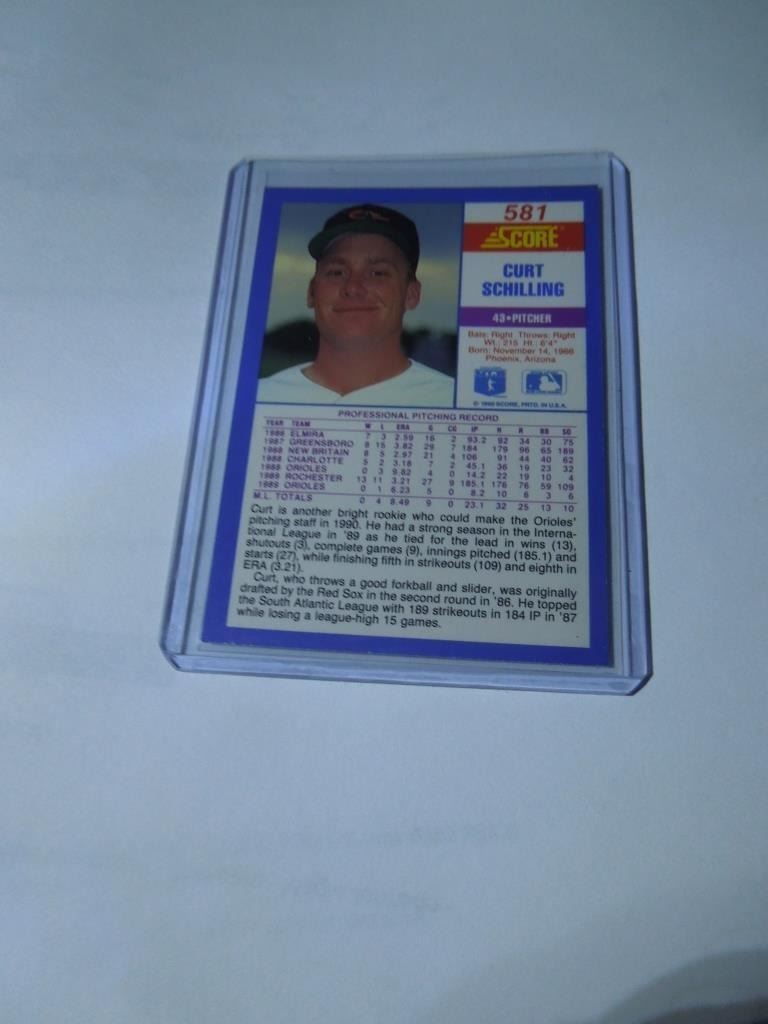 581
SCORE
CURT
SCHILLING
43•PITCHER
Bats: Right Throws: Right
Wt.: 215 Ht.: 6'4"
Born: November 14, 1966
Phoenix, Arizona
© 1990 SCORE, PRTD. IN U.S.A.
PROFESSIONAL PITCHING RECORD
YEAR TEAM W L ERA G CG IP H R BB SO
1986 ELMIRA 7 3 2.59 16 2 93.2 92 34 30 75
1987 GREENSBORO 8 15 3.82 29 7 184 179 96 65 189
1988 NEW BRITAIN 8 5 2.97 21 4 106 91 44 40 62
1988 CHARLOTTE 5 2 3.18 7 2 45.1 36 19 23 32
1988 ORIOLES 0 3 9.82 4 0 14.2 22 19 10 4
1989 ROCHESTER 13 11 3.21 27 9 185.1 176 76 59 109
1989 ORIOLES 0 1 6.23 5 0 8.2 10 6 3 6
M.L. TOTALS 0 4 8.49 9 0 23.1 32 25 13 10
Curt is another bright rookie who could make the Orioles'
pitching staff in 1990. He had a strong season in the Interna-
tional League in '89 as he tied for the lead in wins (13),
shutouts (3), complete games (9), innings pitched (185.1) and
starts (27), while finishing fifth in strikeouts (109) and eighth in
ERA (3.21).
Curt, who throws a good forkball and slider, was originally
drafted by the Red Sox in the second round in '86. He topped
the South Atlantic League with 189 strikeouts in 184 IP in '87
while losing a league-high 15 games.